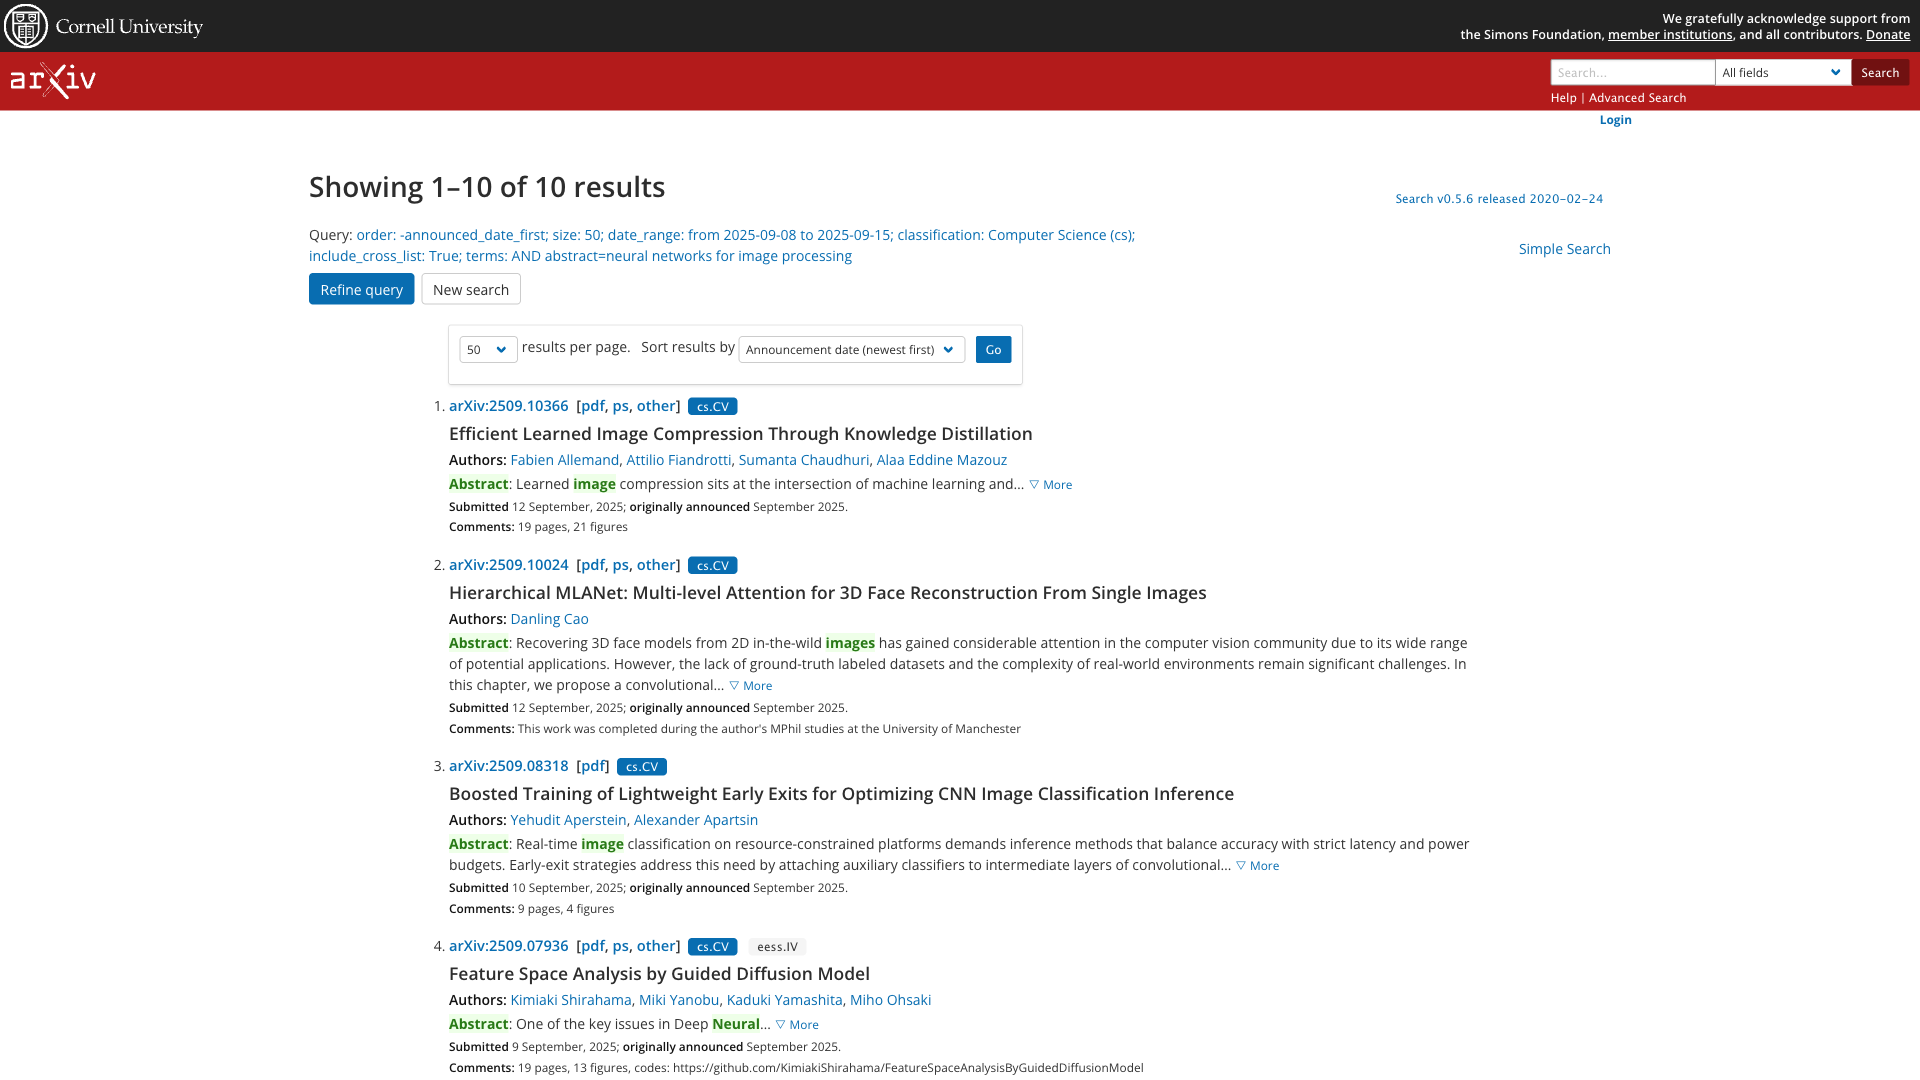 Cornell University
We gratefully acknowledge support from
the Simons Foundation, member institutions, and all contributors. Donate
arXiv
Search...
All fields
Search
Help | Advanced Search
Login
Showing 1–10 of 10 results
Search v0.5.6 released 2020-02-24
Query: order: -announced_date_first; size: 50; date_range: from 2025-09-08 to 2025-09-15; classification: Computer Science (cs);
include_cross_list: True; terms: AND abstract=neural networks for image processing
Simple Search
Refine query
New search
50 results per page. Sort results by Announcement date (newest first) Go
1. arXiv:2509.10366 [pdf, ps, other] cs.CV
Efficient Learned Image Compression Through Knowledge Distillation
Authors: Fabien Allemand, Attilio Fiandrotti, Sumanta Chaudhuri, Alaa Eddine Mazouz
Abstract: Learned image compression sits at the intersection of machine learning and... ▽ More
Submitted 12 September, 2025; originally announced September 2025.
Comments: 19 pages, 21 figures
2. arXiv:2509.10024 [pdf, ps, other] cs.CV
Hierarchical MLANet: Multi-level Attention for 3D Face Reconstruction From Single Images
Authors: Danling Cao
Abstract: Recovering 3D face models from 2D in-the-wild images has gained considerable attention in the computer vision community due to its wide range
of potential applications. However, the lack of ground-truth labeled datasets and the complexity of real-world environments remain significant challenges. In
this chapter, we propose a convolutional... ▽ More
Submitted 12 September, 2025; originally announced September 2025.
Comments: This work was completed during the author's MPhil studies at the University of Manchester
3. arXiv:2509.08318 [pdf] cs.CV
Boosted Training of Lightweight Early Exits for Optimizing CNN Image Classification Inference
Authors: Yehudit Aperstein, Alexander Apartsin
Abstract: Real-time image classification on resource-constrained platforms demands inference methods that balance accuracy with strict latency and power
budgets. Early-exit strategies address this need by attaching auxiliary classifiers to intermediate layers of convolutional... ▽ More
Submitted 10 September, 2025; originally announced September 2025.
Comments: 9 pages, 4 figures
4. arXiv:2509.07936 [pdf, ps, other] cs.CV eess.IV
Feature Space Analysis by Guided Diffusion Model
Authors: Kimiaki Shirahama, Miki Yanobu, Kaduki Yamashita, Miho Ohsaki
Abstract: One of the key issues in Deep Neural... ▽ More
Submitted 9 September, 2025; originally announced September 2025.
Comments: 19 pages, 13 figures, codes: https://github.com/KimiakiShirahama/FeatureSpaceAnalysisByGuidedDiffusionModel